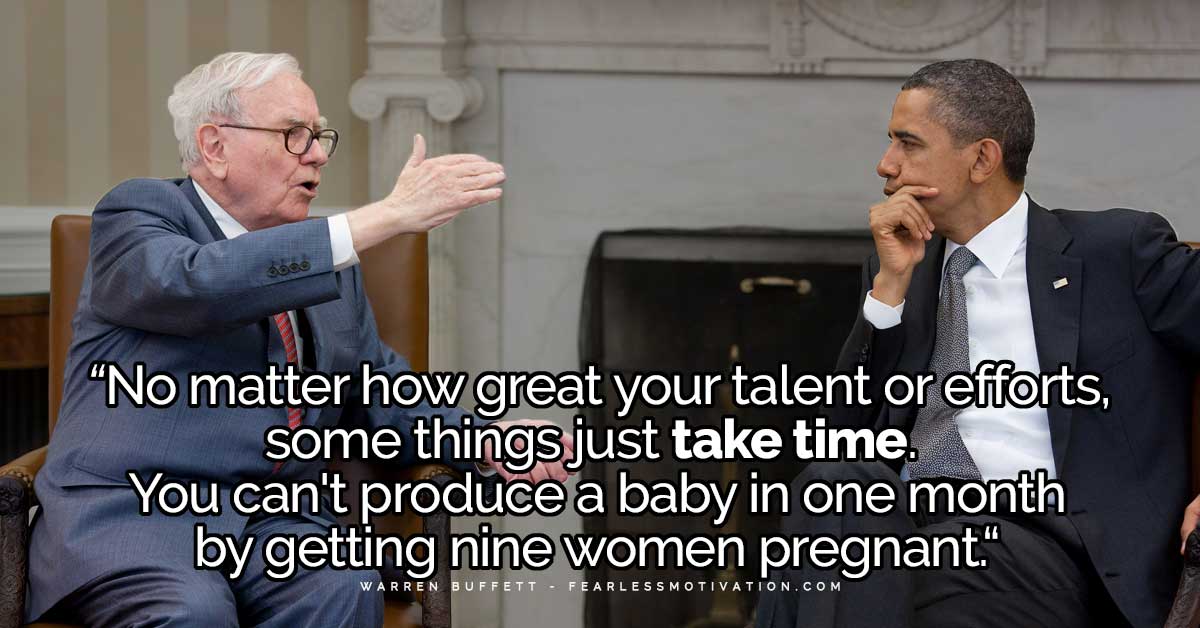 “No matter how great your talent or efforts,
some things just take time.
You can't produce a baby in one month
by getting nine women pregnant.“
WARREN BUFFETT - FEARLESSMOTIVATION.COM